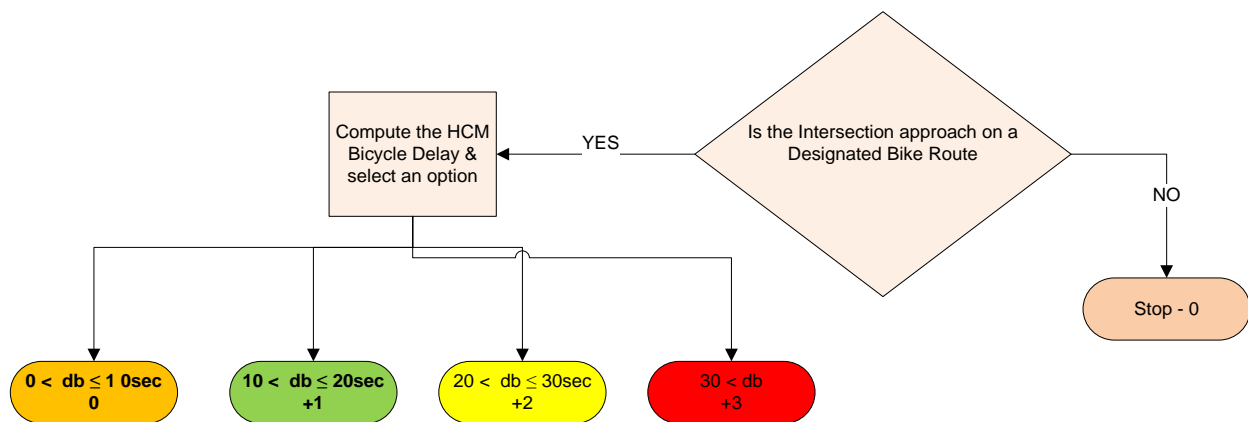 Compute the HCM
Bicycle Delay &
select an option
YES
Is the Intersection approach on a
Designated Bike Route
NO
Stop - 0
0 < db ≤ 1 0sec
0
10 < db ≤ 20sec
+1
20 < db ≤ 30sec
+2
30 < db
+3